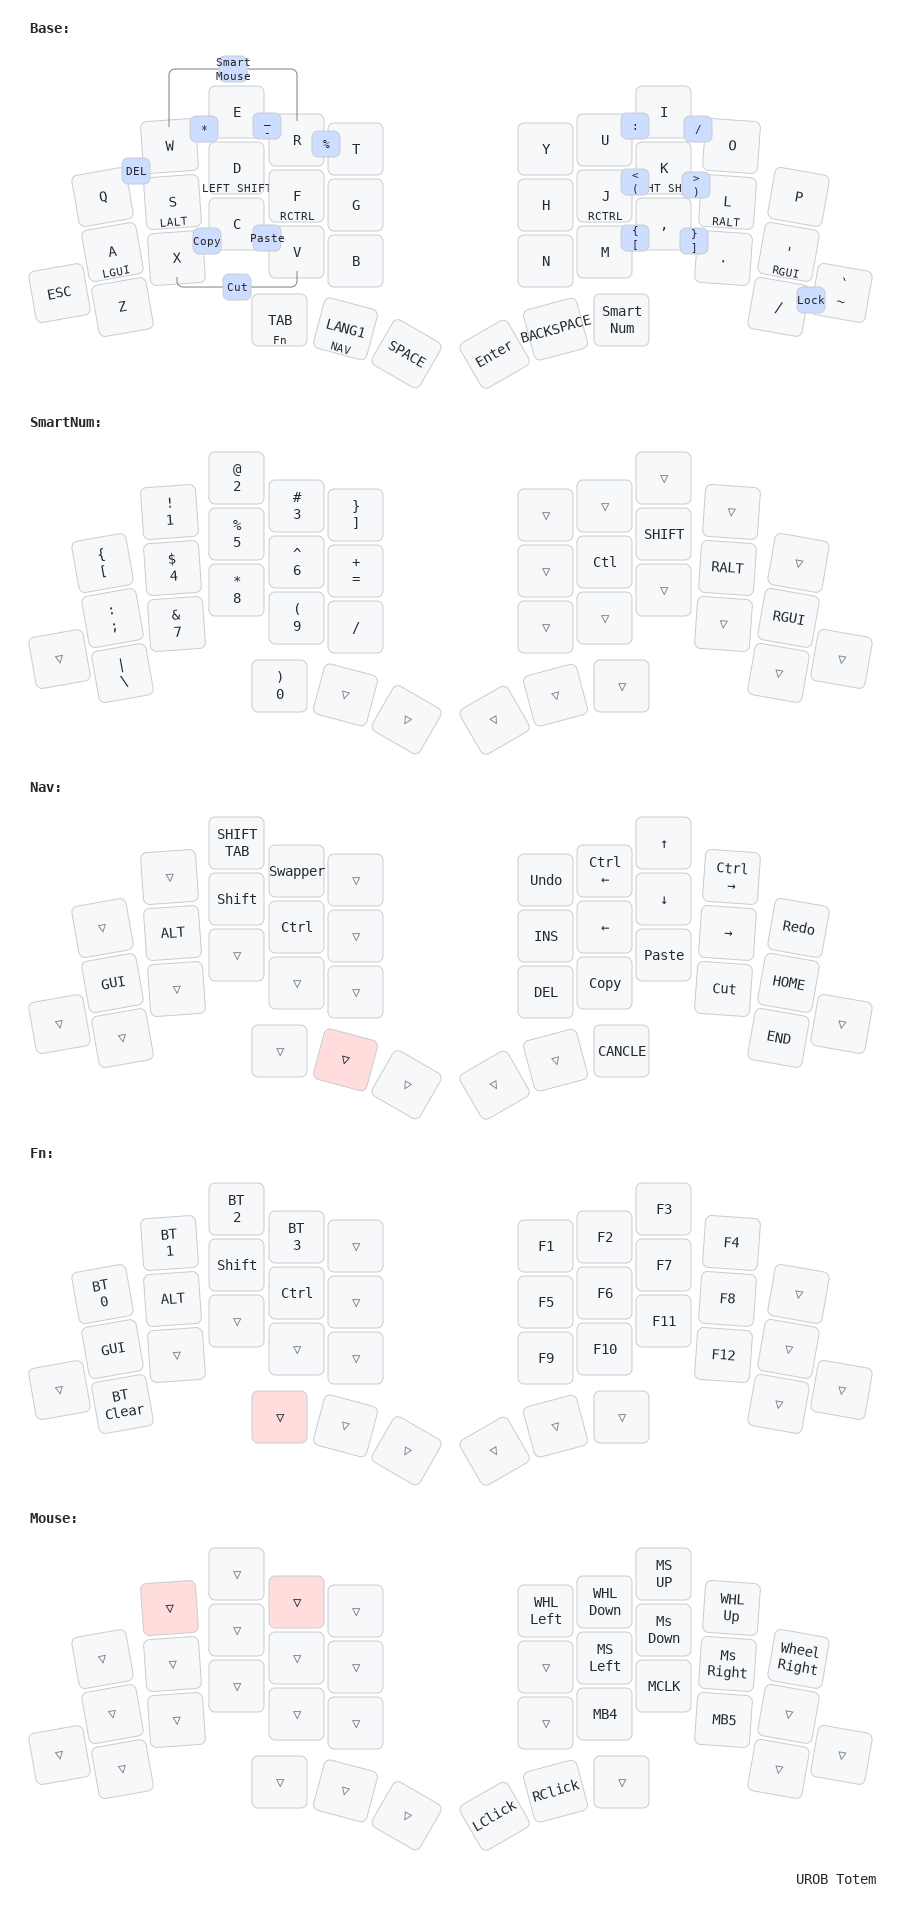 Base:
Smart
Mouse
E
I
*
_
-
:
/
W
R
%
T
Y
U
O
DEL
D
LEFT SHIFT
K
HT SH
Q
S
LALT
F
RCTRL
G
H
J
RCTRL
<
(
>
)
L
RALT
P
A
LGUI
X
Copy
C
Paste
V
B
N
M
{
[
,
}
]
.
'
RGUI
ESC
Z
Cut
/
Lock
`
~
TAB
Fn
LANG1
NAV
SPACE
Enter
BACKSPACE
Smart
Num
SmartNum:
@
2
!
1
#
3
}
]
▽
▽
▽
▽
{
[
$
4
%
5
^
6
+
=
▽
Ctl
SHIFT
RALT
▽
:
;
&
7
*
8
(
9
/
▽
▽
▽
▽
RGUI
▽
|
\
▽
▽
)
0
▽
▷
◁
▽
▽
Nav:
SHIFT
TAB
▽
Swapper
▽
Undo
Ctrl
←
↑
Ctrl
→
▽
ALT
Shift
Ctrl
▽
INS
←
↓
→
Redo
GUI
▽
▽
▽
▽
DEL
Copy
Paste
Cut
HOME
▽
▽
END
▽
▽
▽
▷
◁
▽
CANCLE
Fn:
BT
2
BT
1
BT
3
▽
F1
F2
F3
F4
BT
0
ALT
Shift
Ctrl
▽
F5
F6
F7
F8
▽
GUI
▽
▽
▽
▽
F9
F10
F11
F12
▽
▽
BT
Clear
▽
▽
▽
▽
▷
◁
▽
▽
Mouse:
▽
▽
▽
▽
WHL
Left
WHL
Down
MS
UP
WHL
Up
▽
▽
▽
▽
▽
▽
MS
Left
Ms
Down
Ms
Right
Wheel
Right
▽
▽
▽
▽
▽
▽
MB4
MCLK
MB5
▽
▽
▽
▽
▽
▽
▽
▷
LClick
RClick
▽
UROB Totem